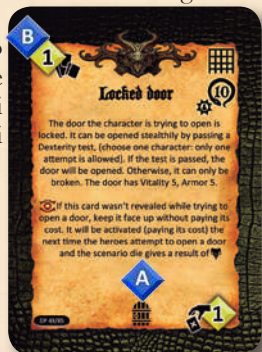 B
1
10
Locked door
The door the character is trying to open is
locked. It can be opened stealthily by passing a
Dexterity test, (choose one character: only one
attempt is allowed). If the test is passed, the
door will be opened. Otherwise, it can only be
broken. The door has Vitality 5, Armor 5.
If this card wasn't revealed while trying to
open a door, keep it face up without paying its
cost. It will be activated (paying its cost) the
next time the heroes attempt to open a door
and the scenario die gives a result of
A
1